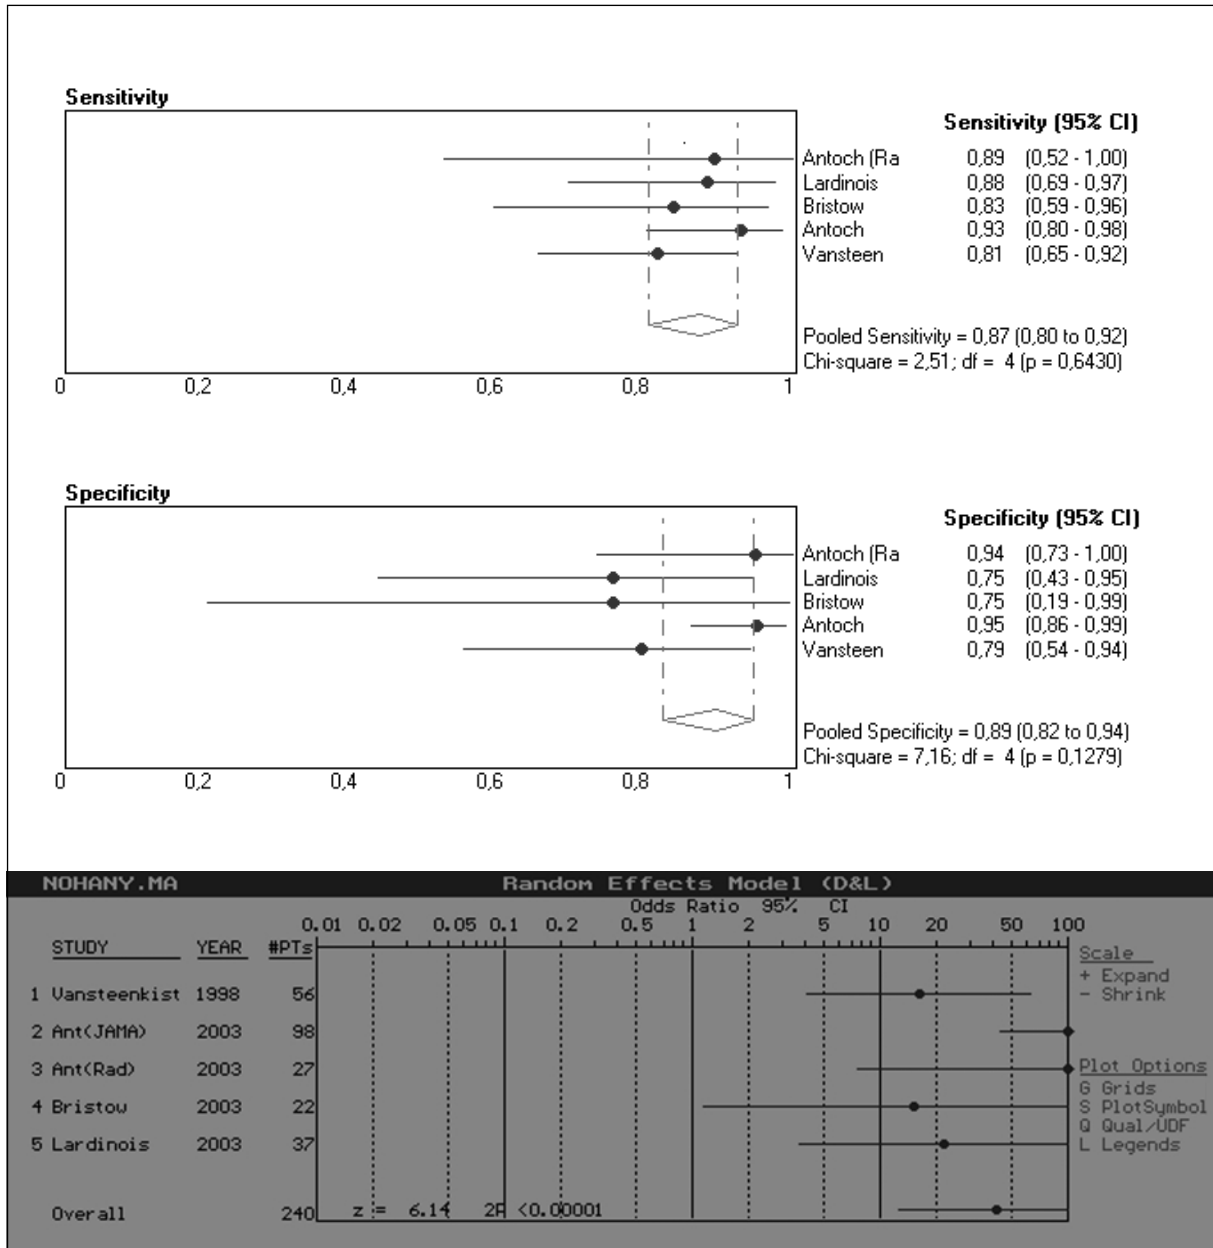 Sensitivity
Sensitivity (95% CI)
Antoch (Ra 0,89 (0,52 - 1,00)
Lardinois 0,88 (0,69 - 0,97)
Bristow 0,83 (0,59 - 0,96)
Antoch 0,93 (0,80 - 0,98)
Vansteen 0,81 (0,65 - 0,92)
Pooled Sensitivity = 0,87 (0,80 to 0,92)
Chi-square = 2,51; df = 4 (p = 0,6430)
0 0,2 0,4 0,6 0,8 1
Specificity
Specificity (95% CI)
Antoch (Ra 0,94 (0,73 - 1,00)
Lardinois 0,75 (0,43 - 0,95)
Bristow 0,75 (0,19 - 0,99)
Antoch 0,95 (0,86 - 0,99)
Vansteen 0,79 (0,54 - 0,94)
Pooled Specificity = 0,89 (0,82 to 0,94)
Chi-square = 7,16; df = 4 (p = 0,1279)
0 0,2 0,4 0,6 0,8 1
NOHANY.MA Random Effects Model (D&L)
Odds Ratio 95% CI
0.01 0.02 0.05 0.1 0.2 0.5 1 2 5 10 20 50 100
STUDY YEAR #PTs
Scale
+ Expand
- Shrink
1 Vansteenkist 1998 56
2 Ant(JAMA) 2003 98
3 Ant(Rad) 2003 27
Plot Options
G Grids
S PlotSymbol
Q Qual/UDF
L Legends
4 Bristow 2003 22
5 Lardinois 2003 37
Overall 240 z = 6.14 2P <0.00001